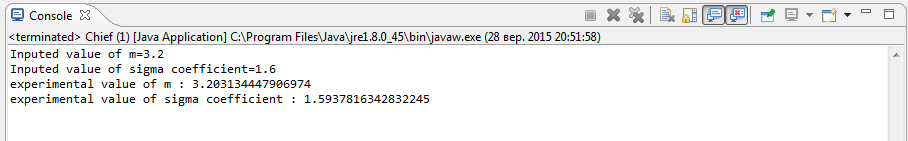 Console
<terminated> Chief (1) [Java Application] C:\Program Files\Java\jre1.8.0_45\bin\javaw.exe (28 вер. 2015 20:51:58)
Inputed value of m=3.2
Inputed value of sigma coefficient=1.6
experimental value of m : 3.203134447906974
experimental value of sigma coefficient : 1.5937816342832245